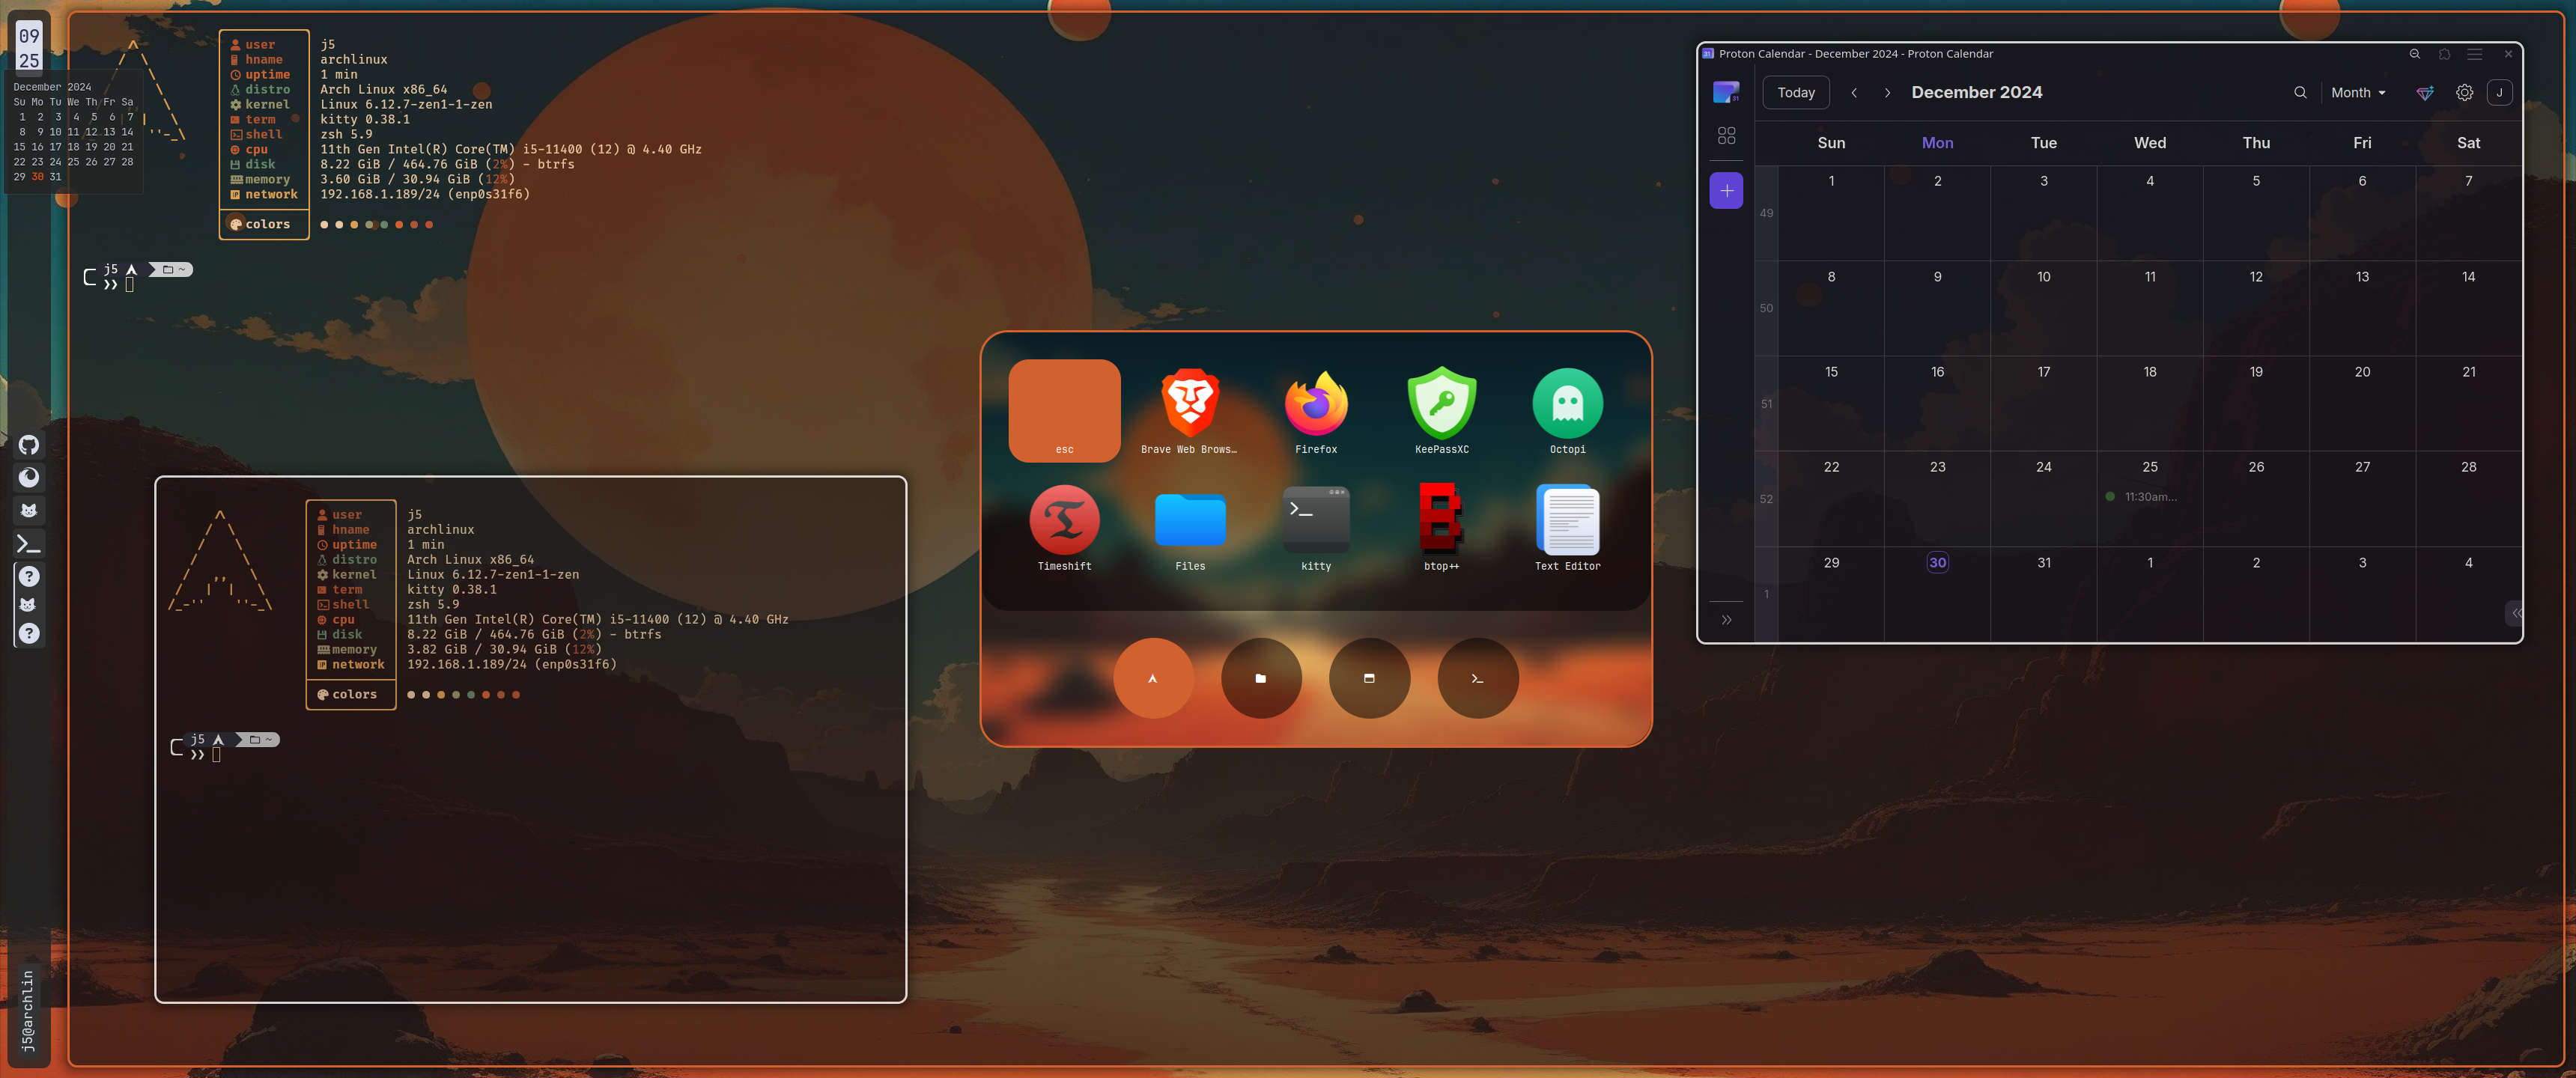 09
25
December 2024
Su Mo Tu We Th Fr Sa
1 2 3 4 5 6 7
8 9 10 11 12 13 14
15 16 17 18 19 20 21
22 23 24 25 26 27 28
29 30 31
user j5
hname archlinux
uptime 1 min
distro Arch Linux x86_64
kernel Linux 6.12.7-zen1-1-zen
term kitty 0.38.1
shell zsh 5.9
cpu 11th Gen Intel(R) Core(TM) i5-11400 (12) @ 4.40 GHz
disk 8.22 GiB / 464.76 GiB (2%) - btrfs
memory 3.60 GiB / 30.94 GiB (12%)
network 192.168.1.189/24 (enp0s31f6)
colors
j5 ~
❯❯
user j5
hname archlinux
uptime 1 min
distro Arch Linux x86_64
kernel Linux 6.12.7-zen1-1-zen
term kitty 0.38.1
shell zsh 5.9
cpu 11th Gen Intel(R) Core(TM) i5-11400 (12) @ 4.40 GHz
disk 8.22 GiB / 464.76 GiB (2%) - btrfs
memory 3.82 GiB / 30.94 GiB (12%)
network 192.168.1.189/24 (enp0s31f6)
colors
j5 ~
❯❯
j5@archlin
esc
Brave Web Brows…
Firefox
KeePassXC
Octopi
Timeshift
Files
kitty
btop++
Text Editor
Proton Calendar - December 2024 - Proton Calendar
Today
December 2024
Month
J
Sun Mon Tue Wed Thu Fri Sat
49 1 2 3 4 5 6 7
50 8 9 10 11 12 13 14
51 15 16 17 18 19 20 21
52 22 23 24 25 26 27 28
11:30am...
1 29 30 31 1 2 3 4